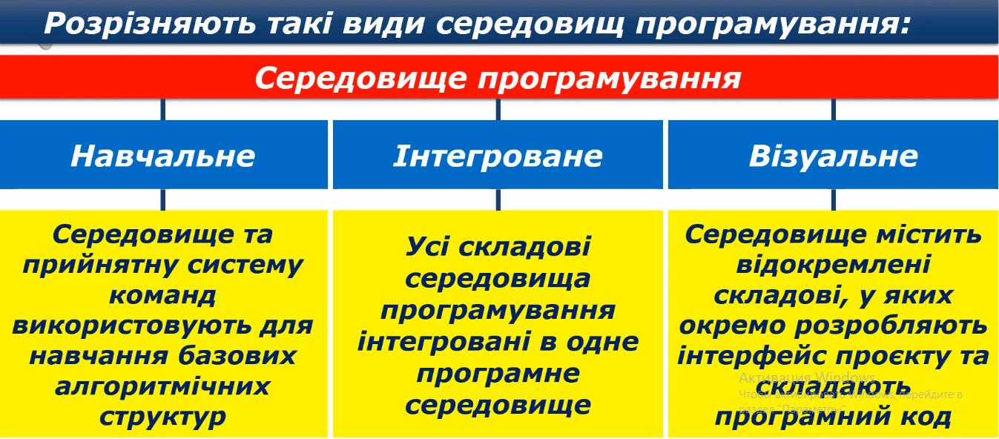 Розрізняють такі види середовищ програмування:
Середовище програмування
Навчальне
Інтегроване
Візуальне
Середовище та
прийнятну систему
команд
використовують для
навчання базових
алгоритмічних
структур
Усі складові
середовища
програмування
інтегровані в одне
програмне
середовище
Середовище містить
відокремлені
складові, у яких
окремо розробляють
інтерфейс проєкту та
складають
програмний код
Активация Windows
Чтобы активировать Windows, перейдите в
раздел "Параметры".